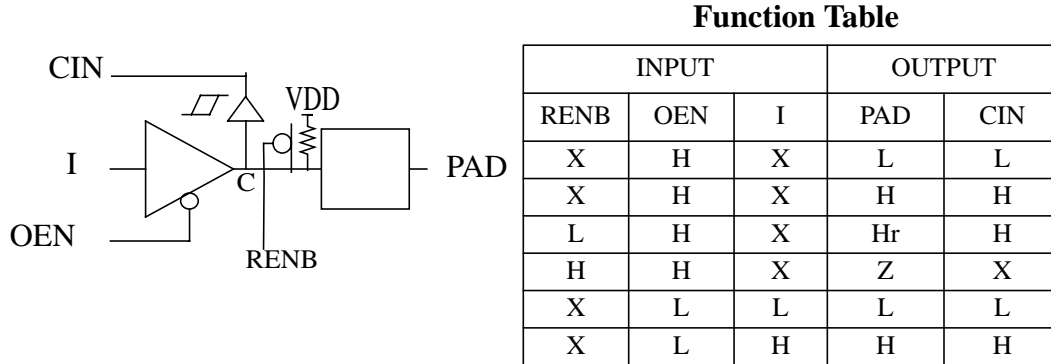 Function Table
CIN
VDD
I
C
PAD
OEN
RENB
INPUT OUTPUT
RENB OEN I PAD CIN
X H X L L
X H X H H
L H X Hr H
H H X Z X
X L L L L
X L H H H